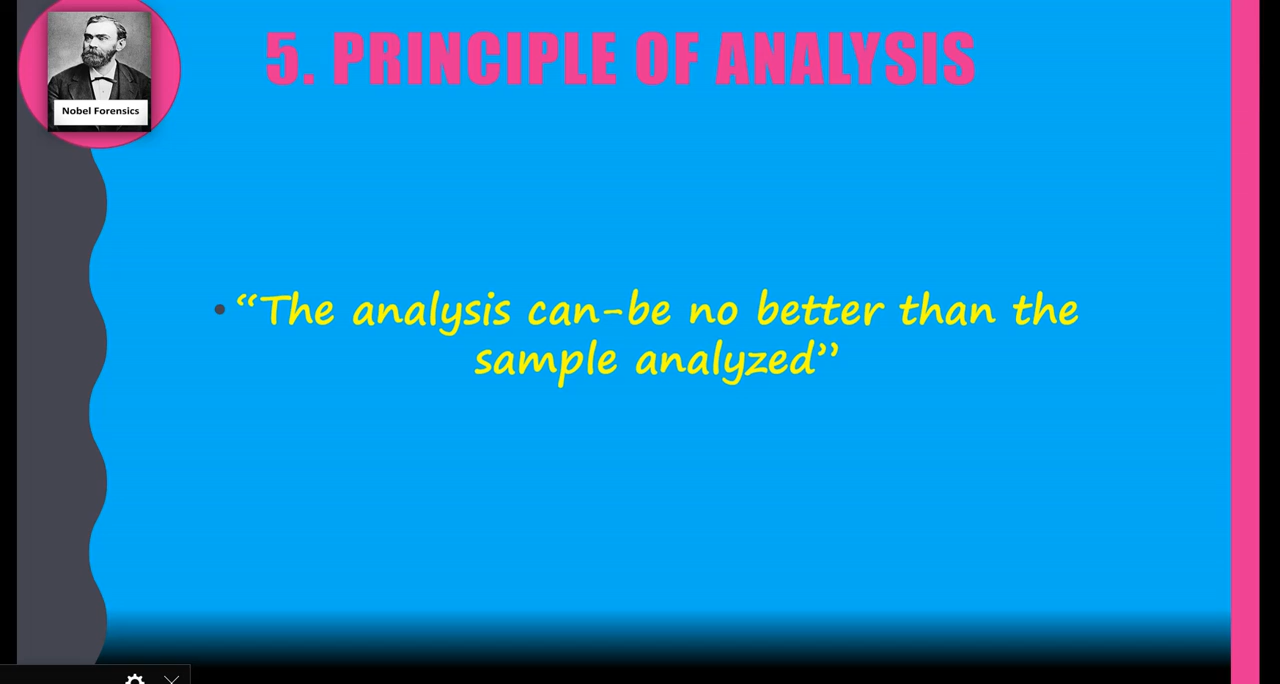 Nobel Forensics
5. PRINCIPLE OF ANALYSIS
• “The analysis can-be no better than the
sample analyzed”